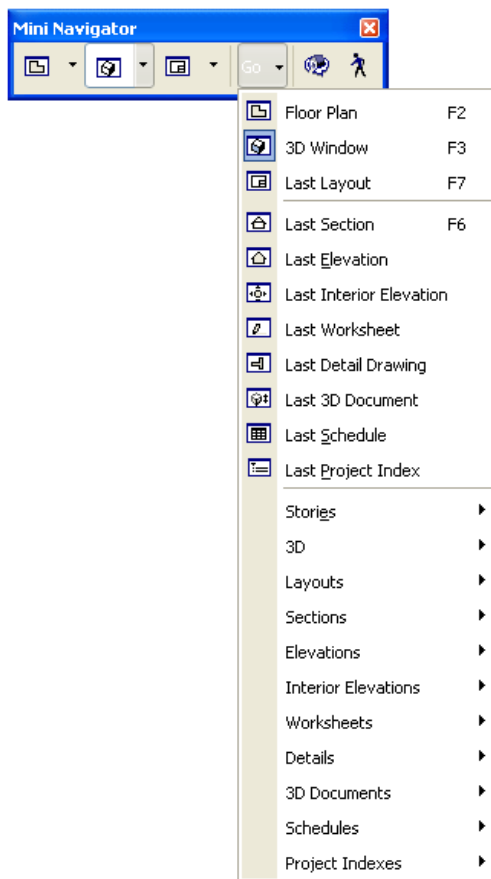 Mini Navigator
Go
Floor Plan F2
3D Window F3
Last Layout F7
Last Section F6
Last Elevation
Last Interior Elevation
Last Worksheet
Last Detail Drawing
Last 3D Document
Last Schedule
Last Project Index
Stories
3D
Layouts
Sections
Elevations
Interior Elevations
Worksheets
Details
3D Documents
Schedules
Project Indexes